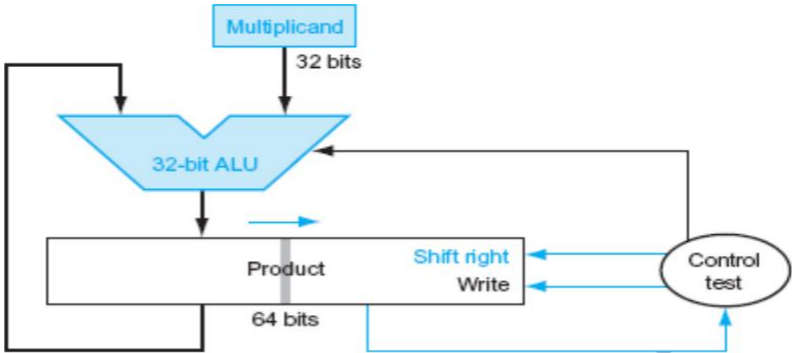 Multiplicand
32 bits
32-bit ALU
Product
Shift right
Write
Control
test
64 bits